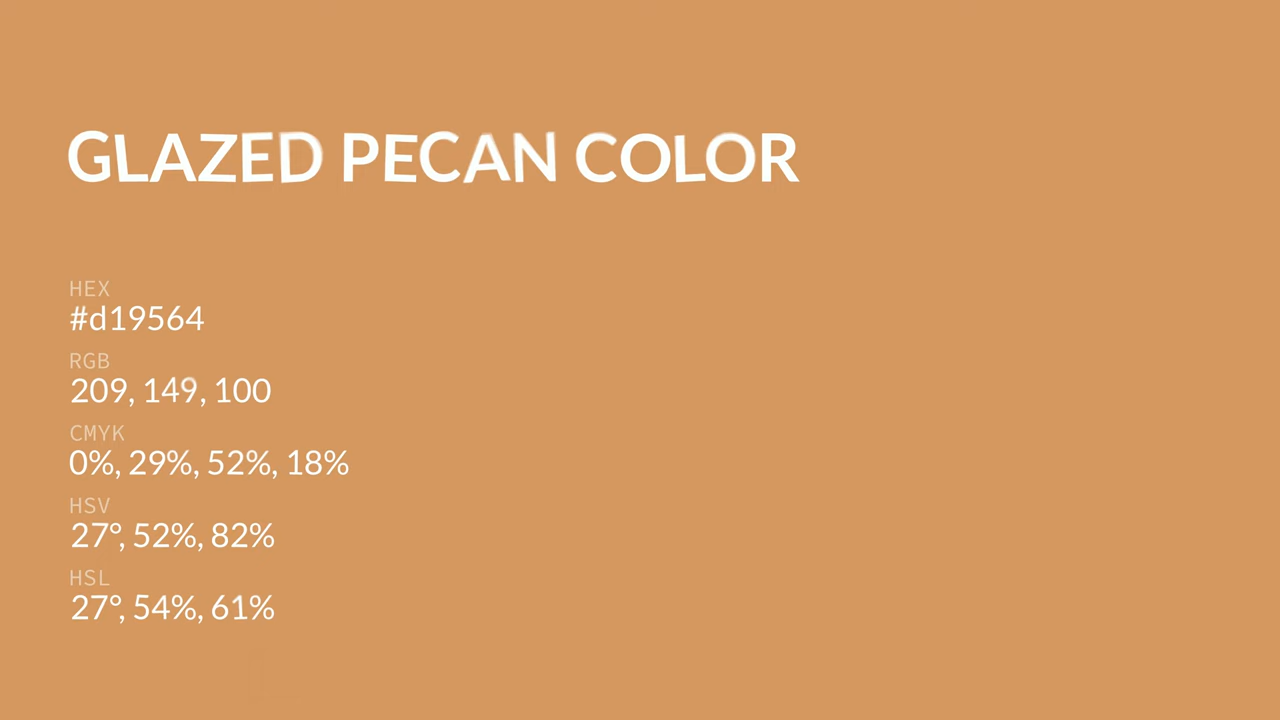 GLAZED PECAN COLOR
HEX
#d19564
RGB
209, 149, 100
CMYK
0%, 29%, 52%, 18%
HSV
27°, 52%, 82%
HSL
27°, 54%, 61%